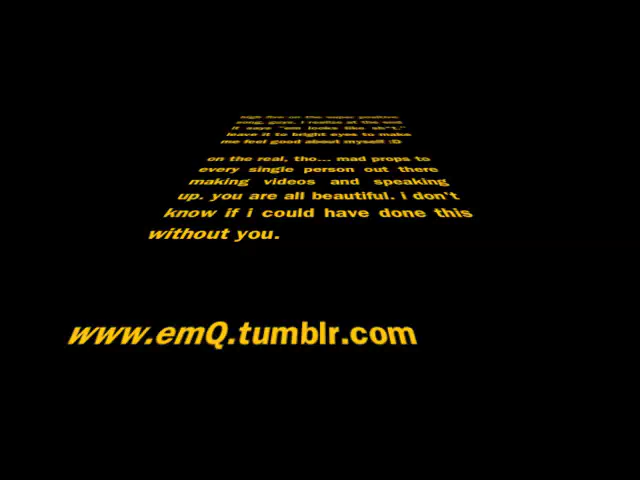 high five on the super positive
song, guys. i realize at the end
it says "em looks like sh*t."
leave it to bright eyes to make
me feel good about myself :D
on the real, tho... mad props to
every single person out there
making videos and speaking
up. you are all beautiful. i don't
know if i could have done this
without you.
www.emQ.tumblr.com